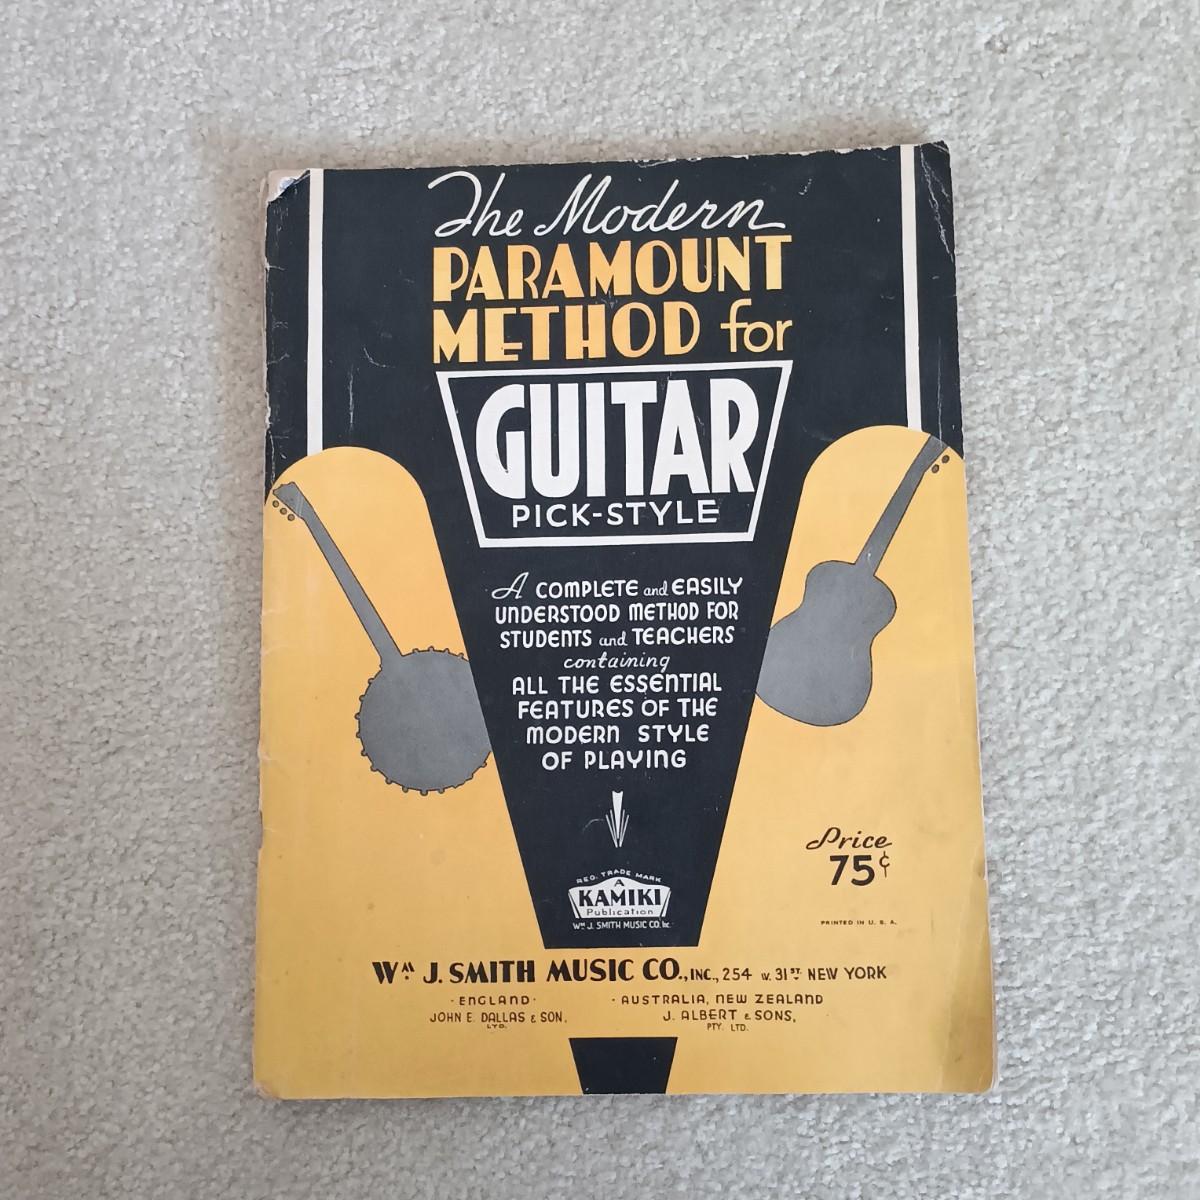 The Modern
PARAMOUNT
METHOD for
GUITAR
PICK-STYLE
A COMPLETE and EASILY
UNDERSTOOD METHOD FOR
STUDENTS and TEACHERS
containing
ALL THE ESSENTIAL
FEATURES OF THE
MODERN STYLE
OF PLAYING
Price
75¢
REG. TRADE MARK
A
KAMIKI
Publication
WM J. SMITH MUSIC CO. Inc.
PRINTED IN U. S. A.
WM. J. SMITH MUSIC CO., INC., 254 W. 31ST. NEW YORK
· ENGLAND ·
JOHN E. DALLAS & SON,
LTD.
· AUSTRALIA, NEW ZEALAND
J. ALBERT & SONS,
PTY. LTD.